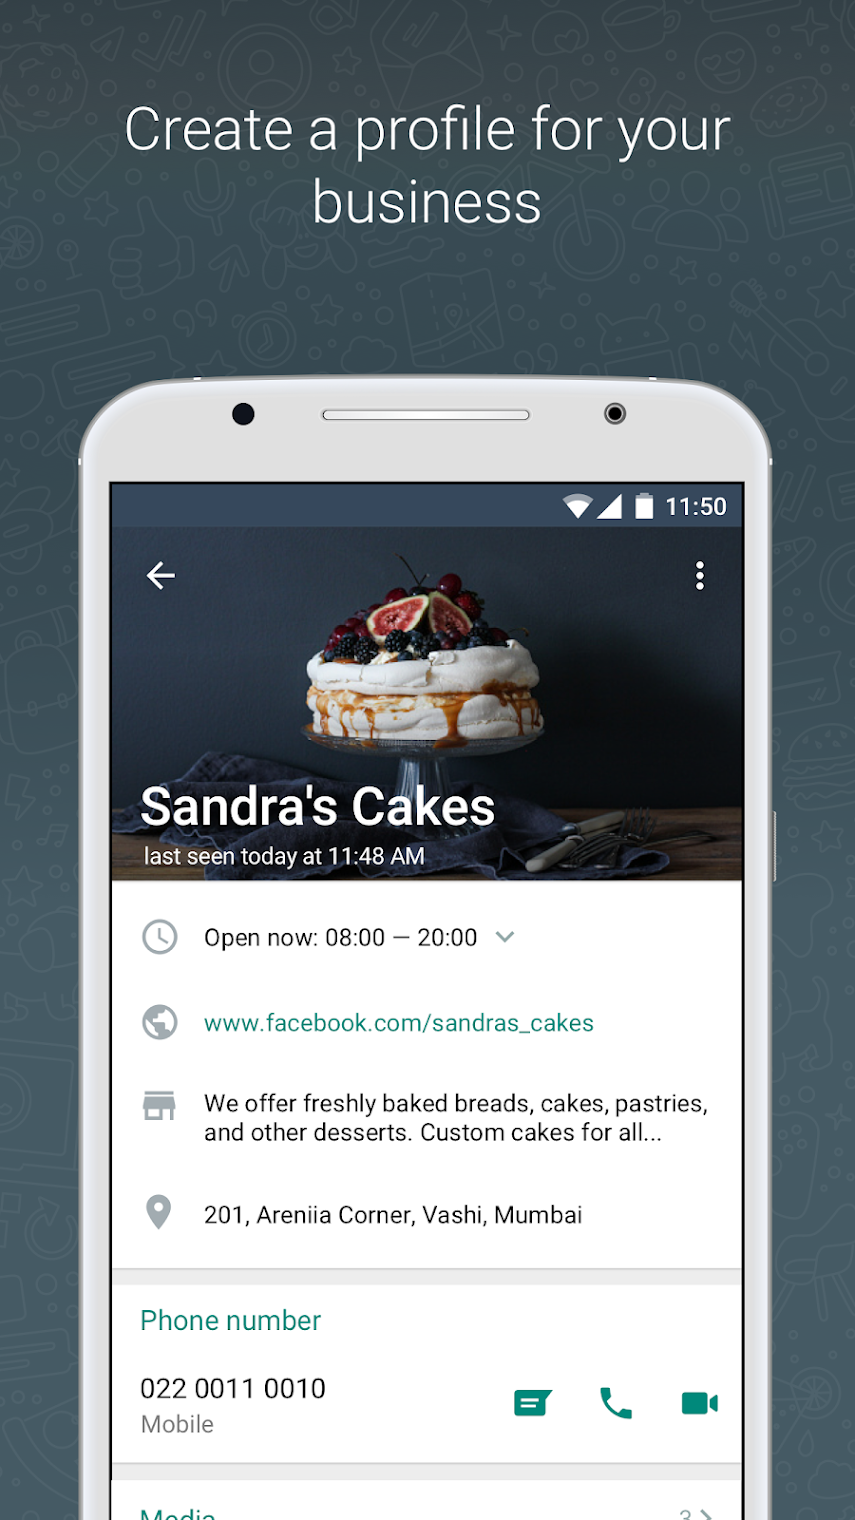 Create a profile for your
business
11:50
Sandra's Cakes
last seen today at 11:48 AM
Open now: 08:00 — 20:00
www.facebook.com/sandras_cakes
We offer freshly baked breads, cakes, pastries,
and other desserts. Custom cakes for all...
201, Areniia Corner, Vashi, Mumbai
Phone number
022 0011 0010
Mobile
Media 3